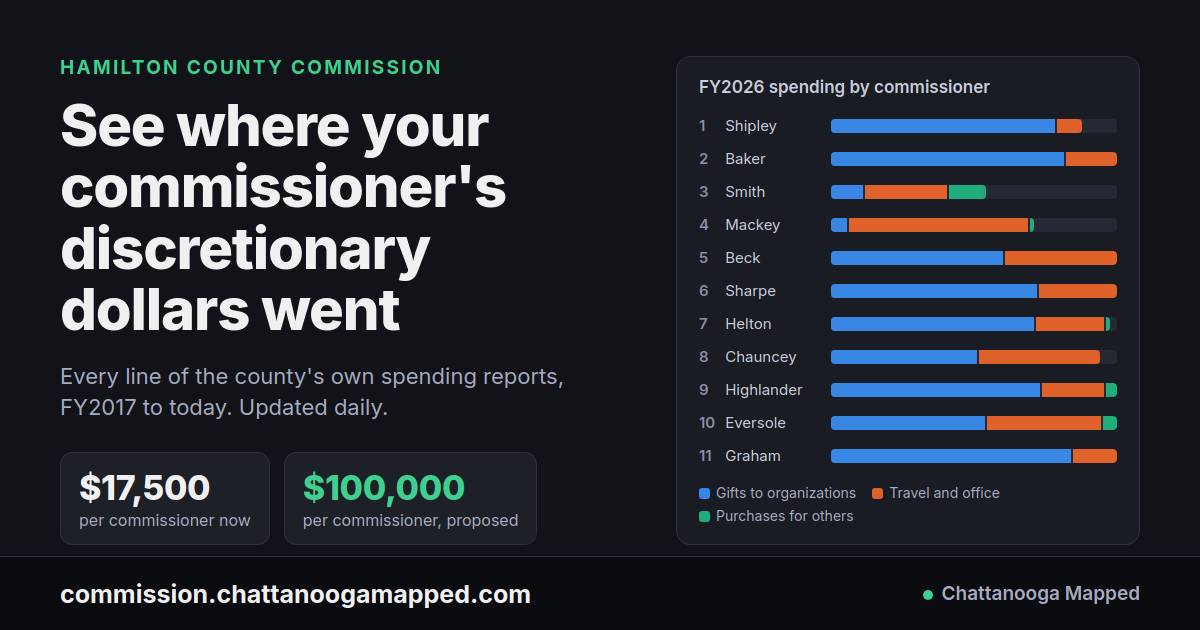 HAMILTON COUNTY COMMISSION
See where your
commissioner's
discretionary
dollars went
Every line of the county's own spending reports,
FY2017 to today. Updated daily.
$17,500
per commissioner now
$100,000
per commissioner, proposed
FY2026 spending by commissioner
1 Shipley
2 Baker
3 Smith
4 Mackey
5 Beck
6 Sharpe
7 Helton
8 Chauncey
9 Highlander
10 Eversole
11 Graham
Gifts to organizations Travel and office
Purchases for others
commission.chattanoogamapped.com
Chattanooga Mapped